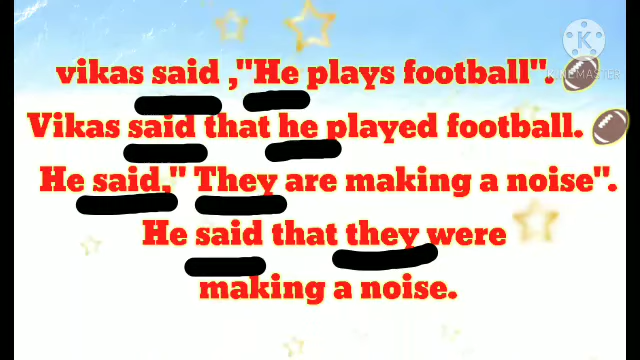 vikas said ,"He plays football".
KINEMASTER
Vikas said that he played football.
He said," They are making a noise".
He said that they were
making a noise.